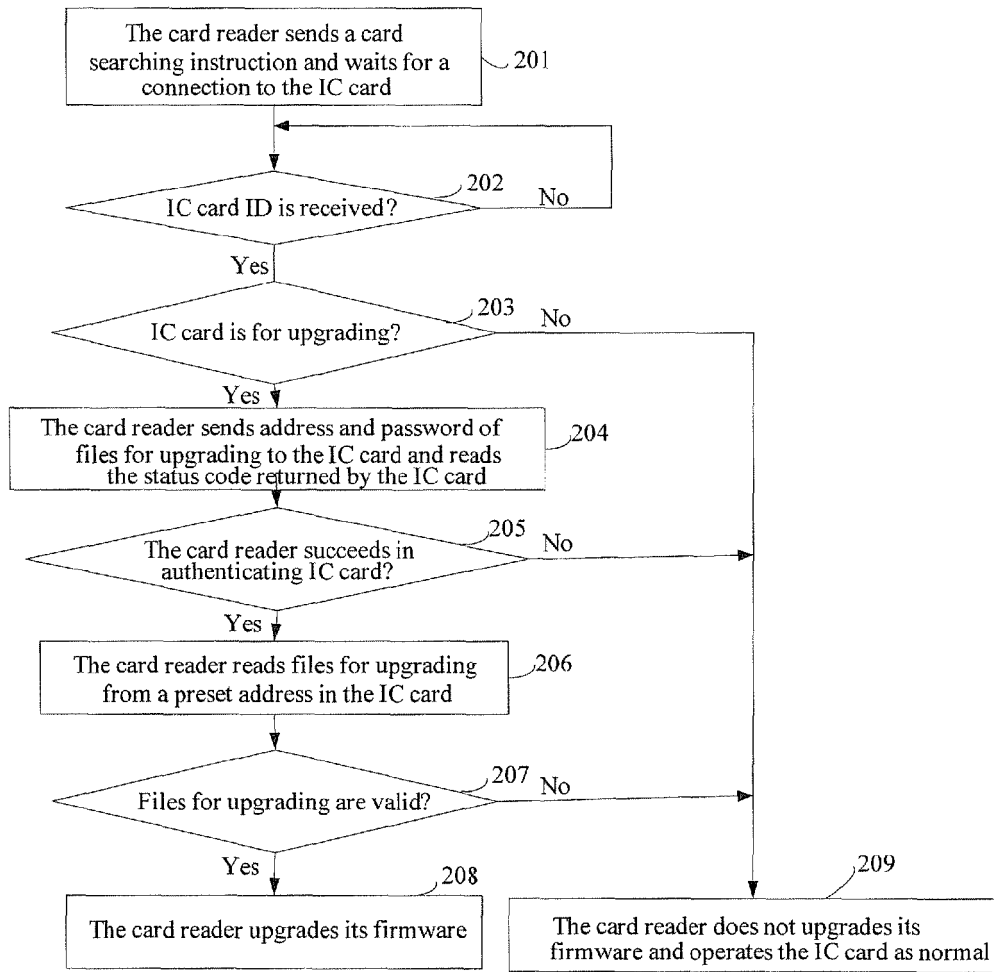 The card reader sends a card
searching instruction and waits for a
connection to the IC card
201
202
IC card ID is received?
No
Yes
203
IC card is for upgrading?
No
Yes
The card reader sends address and password of
files for upgrading to the IC card and reads
the status code returned by the IC card
204
205
The card reader succeeds in
authenticating IC card?
No
Yes
The card reader reads files for upgrading
from a preset address in the IC card
206
207
Files for upgrading are valid?
No
Yes
208
The card reader upgrades its firmware
209
The card reader does not upgrades its
firmware and operates the IC card as normal